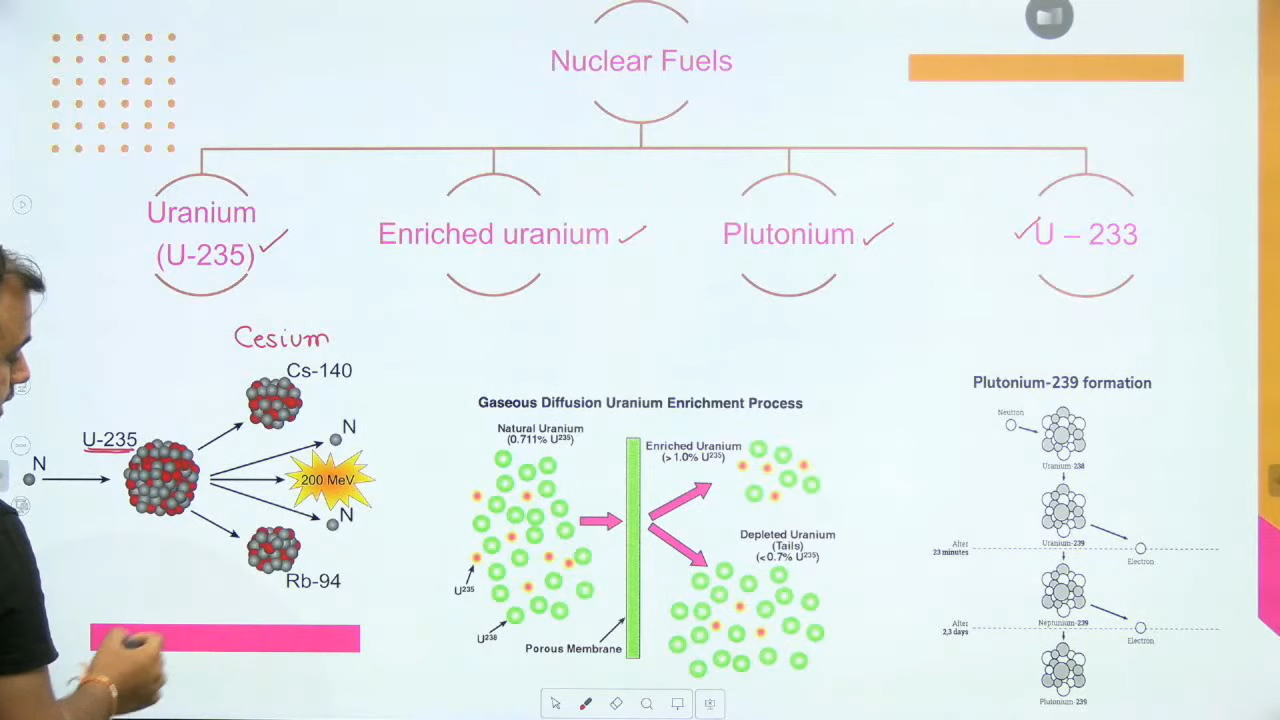 Nuclear Fuels
Uranium
(U-235)
Enriched uranium
Plutonium
U – 233
Cesium
Cs-140
N
U-235
N
200 MeV
N
Rb-94
Gaseous Diffusion Uranium Enrichment Process
Natural Uranium
(0.711% U²³⁵)
Enriched Uranium
(> 1.0% U²³⁵)
Depleted Uranium
(Tails)
(< 0.7% U²³⁵)
U²³⁵
U²³⁸
Porous Membrane
Plutonium-239 formation
Neutron
Uranium-238
Uranium-239
After
23 minutes
Electron
Neptunium-239
After
2,3 days
Electron
Plutonium-239